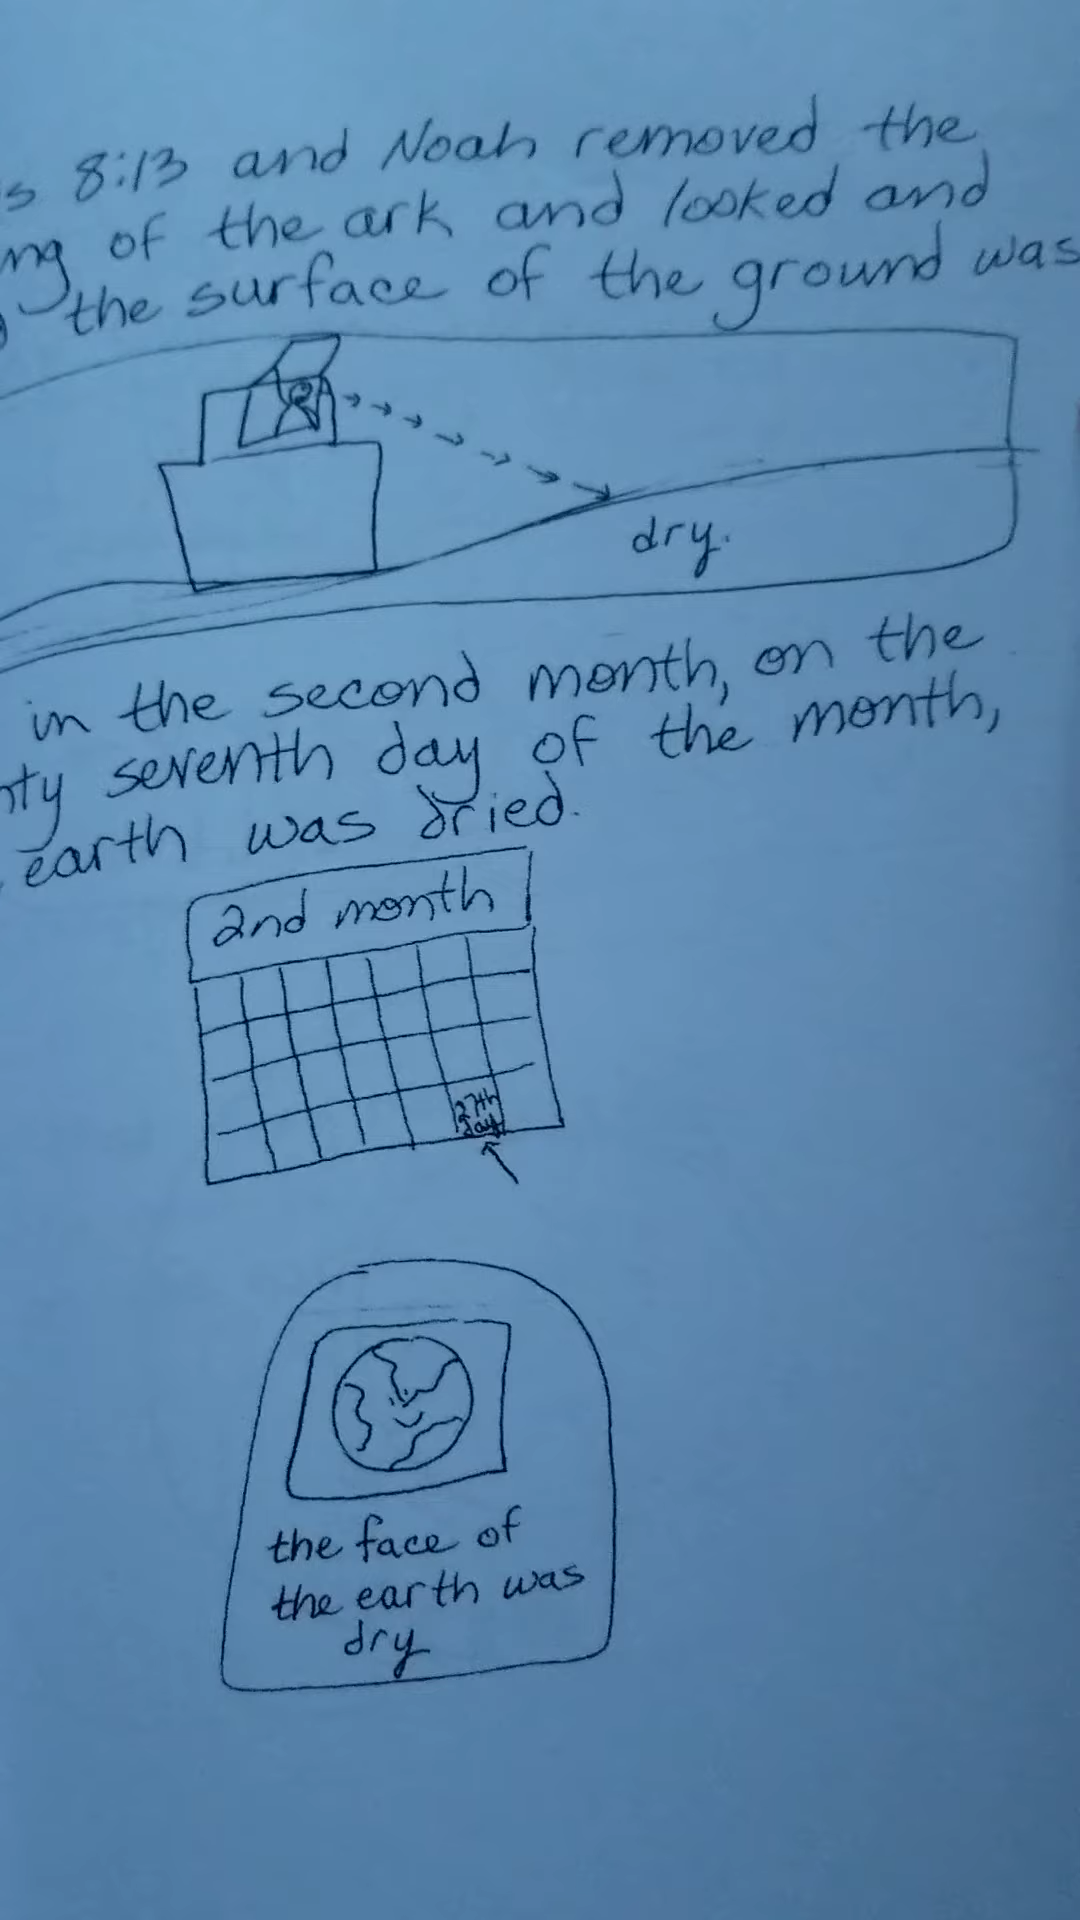 s 8:13 and Noah removed the
ng of the ark and looked and
the surface of the ground was
dry.
in the second month, on the
nty seventh day of the month,
earth was dried.
2nd month
27th
day
the face of
the earth was
dry